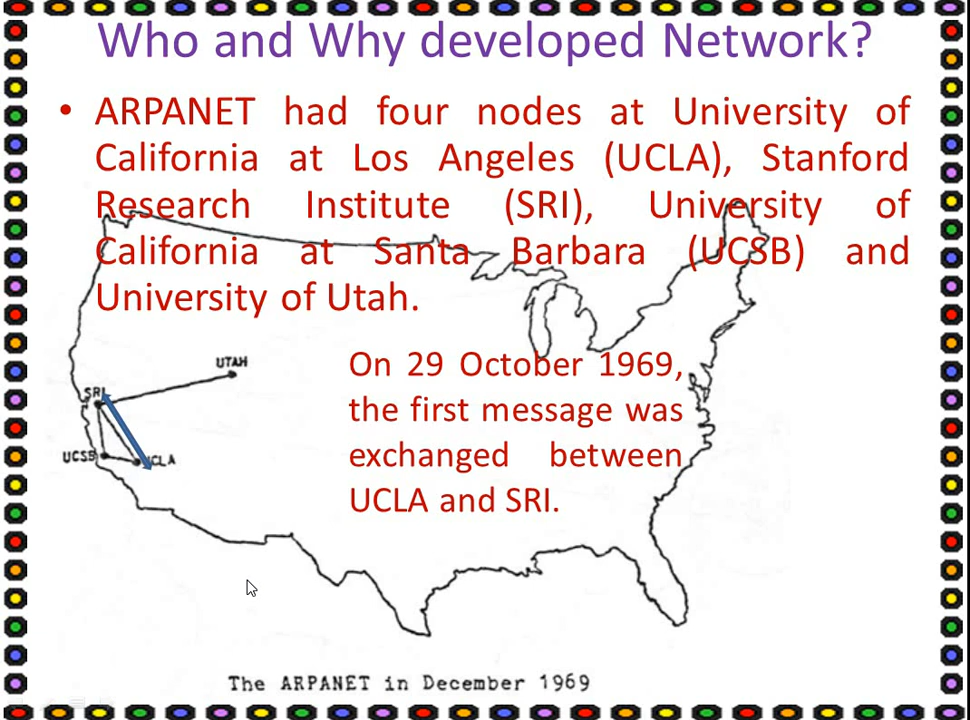 Who and Why developed Network?
• ARPANET had four nodes at University of
California at Los Angeles (UCLA), Stanford
Research Institute (SRI), University of
California at Santa Barbara (UCSB) and
University of Utah.
UTAH
On 29 October 1969,
the first message was
exchanged between
UCLA and SRI.
SRI
UCSB
UCLA
The ARPANET in December 1969